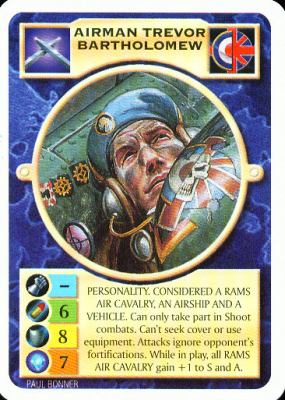 AIRMAN TREVOR
BARTHOLOMEW
–
6
8
7
PERSONALITY. CONSIDERED A RAMS
AIR CAVALRY, AN AIRSHIP AND A
VEHICLE. Can only take part in Shoot
combats. Can't seek cover or use
equipment. Attacks ignore opponent's
fortifications. While in play, all RAMS
AIR CAVALRY gain +1 to S and A.
PAUL BONNER